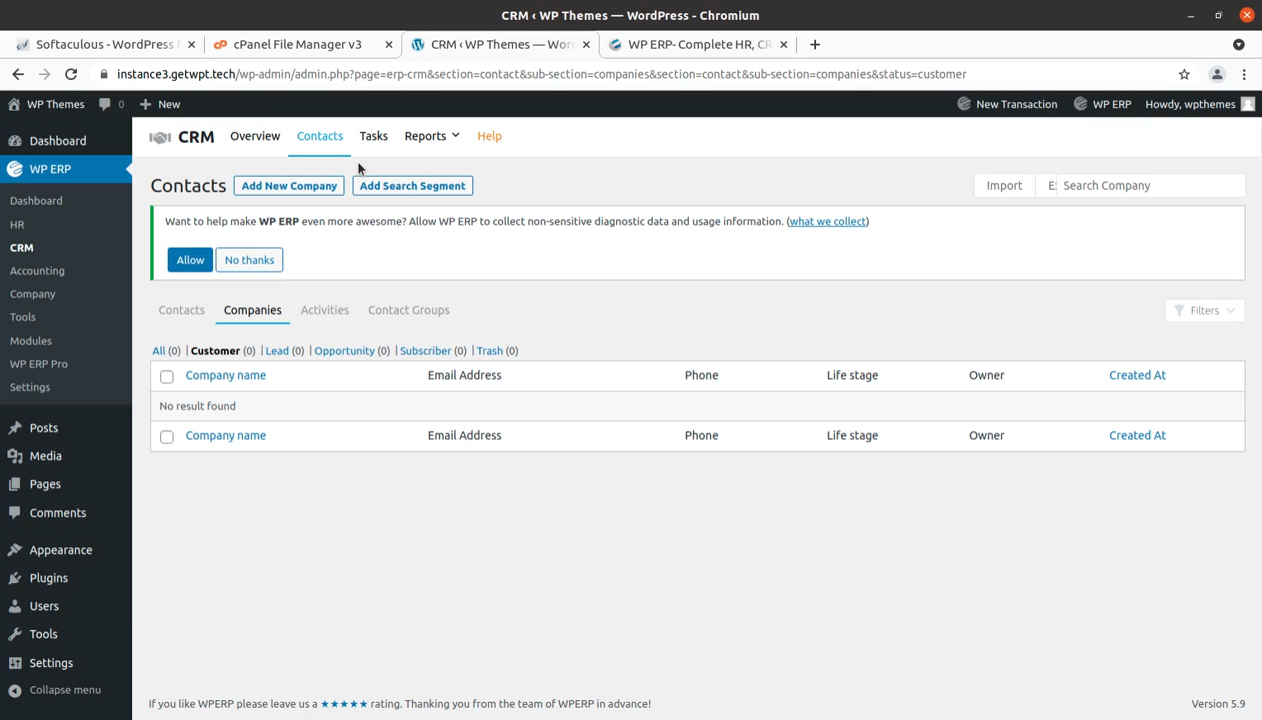 CRM ‹ WP Themes — WordPress - Chromium
Softaculous - WordPress
cPanel File Manager v3
CRM ‹ WP Themes — Wor
WP ERP- Complete HR, CR
instance3.getwpt.tech/wp-admin/admin.php?page=erp-crm&section=contact&sub-section=companies&section=contact&sub-section=companies&status=customer
WP Themes 0 New New Transaction WP ERP Howdy, wpthemes
Dashboard
WP ERP
Dashboard
HR
CRM
Accounting
Company
Tools
Modules
WP ERP Pro
Settings
Posts
Media
Pages
Comments
Appearance
Plugins
Users
Tools
Settings
Collapse menu
CRM Overview Contacts Tasks Reports Help
Contacts Add New Company Add Search Segment Import E: Search Company
Want to help make WP ERP even more awesome? Allow WP ERP to collect non-sensitive diagnostic data and usage information. (what we collect)
Allow No thanks
Contacts Companies Activities Contact Groups Filters
All (0) | Customer (0) | Lead (0) | Opportunity (0) | Subscriber (0) | Trash (0)
Company name Email Address Phone Life stage Owner Created At
No result found
Company name Email Address Phone Life stage Owner Created At
If you like WPERP please leave us a ★★★★★ rating. Thanking you from the team of WPERP in advance! Version 5.9